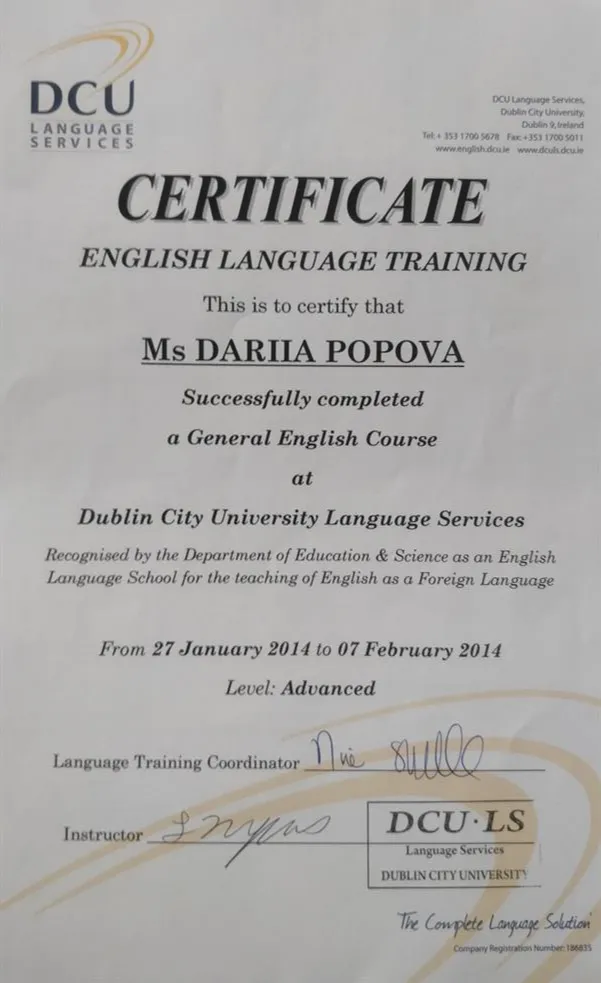 DCU
LANGUAGE
SERVICES
DCU Language Services,
Dublin City University,
Dublin 9, Ireland
Tel: + 353 1700 5678 Fax: +353 1700 5011
www.english.dcu.ie www.dculs.dcu.ie
CERTIFICATE
ENGLISH LANGUAGE TRAINING
This is to certify that
Ms DARIIA POPOVA
Successfully completed
a General English Course
at
Dublin City University Language Services
Recognised by the Department of Education & Science as an English
Language School for the teaching of English as a Foreign Language
From 27 January 2014 to 07 February 2014
Level: Advanced
Language Training Coordinator
Instructor
DCU·LS
Language Services
DUBLIN CITY UNIVERSITY
'The Complete Language Solution'
Company Registration Number: 186835